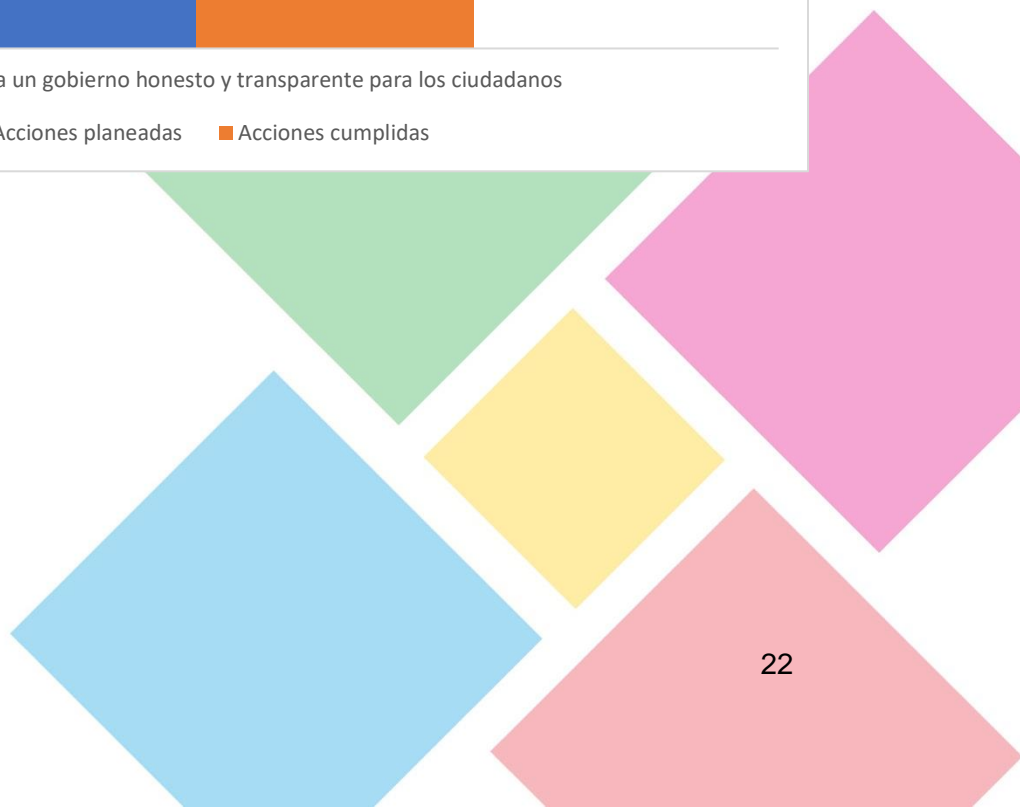 a un gobierno honesto y transparente para los ciudadanos
Acciones planeadas Acciones cumplidas
22